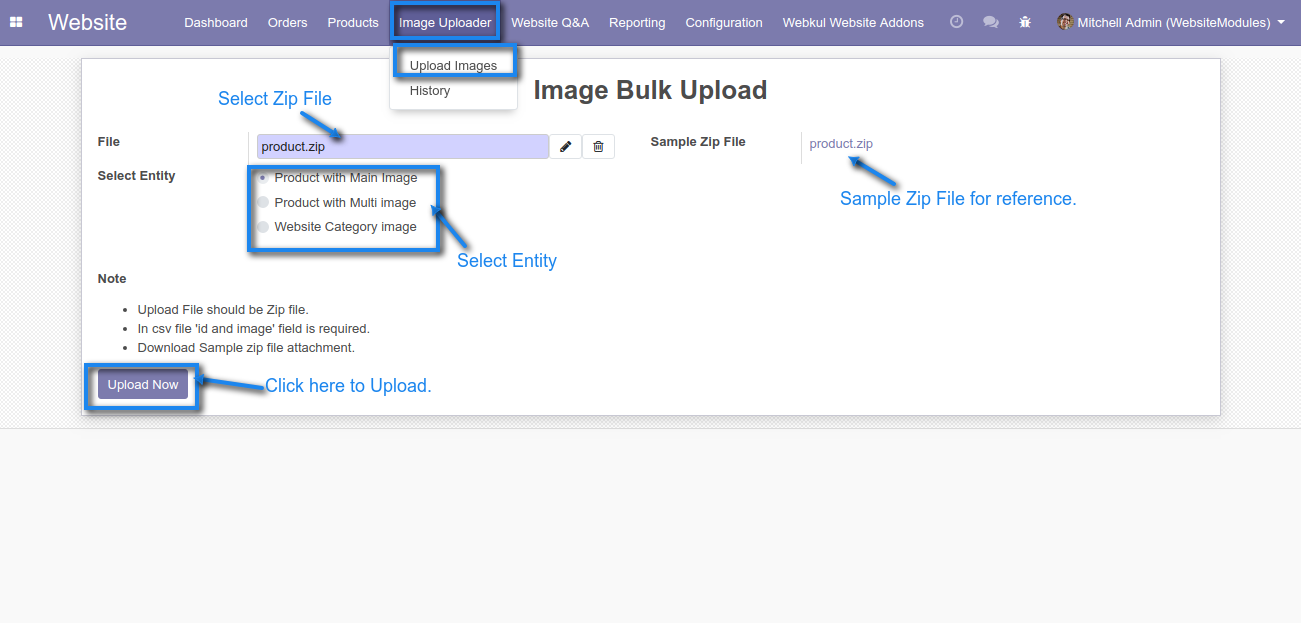 Website Dashboard Orders Products Image Uploader Website Q&A Reporting Configuration Webkul Website Addons Mitchell Admin (WebsiteModules)
Upload Images
History
Image Bulk Upload
Select Zip File
File product.zip Sample Zip File product.zip
Select Entity Product with Main Image
Product with Multi image
Website Category image
Sample Zip File for reference.
Select Entity
Note
Upload File should be Zip file.
In csv file 'id and image' field is required.
Download Sample zip file attachment.
Upload Now Click here to Upload.